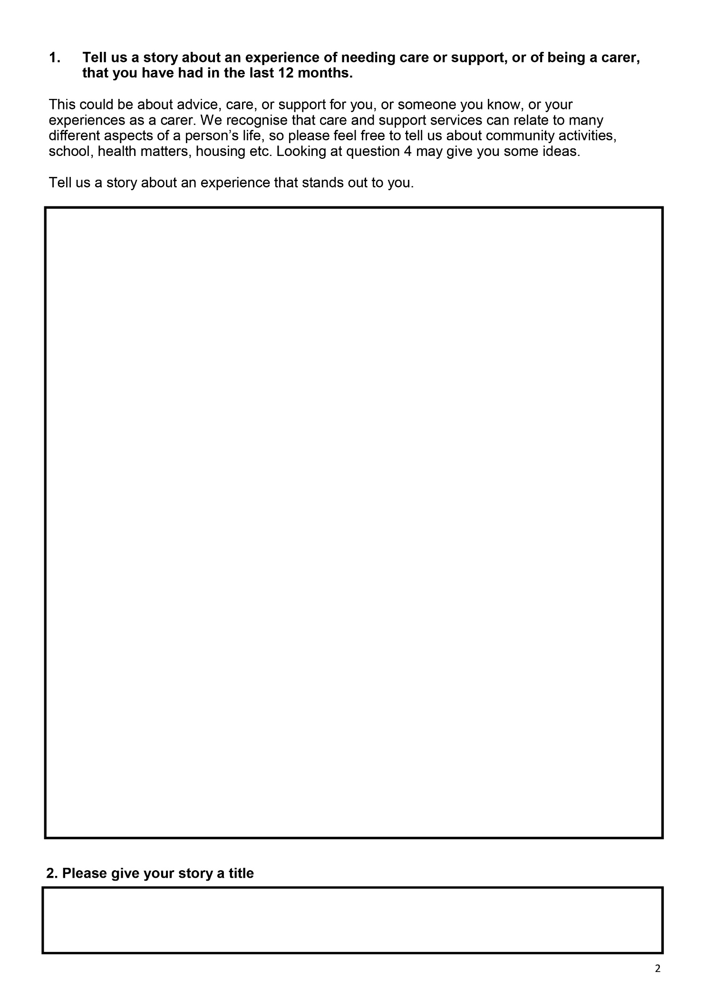 1. Tell us a story about an experience of needing care or support, or of being a carer,
that you have had in the last 12 months.
This could be about advice, care, or support for you, or someone you know, or your
experiences as a carer. We recognise that care and support services can relate to many
different aspects of a person’s life, so please feel free to tell us about community activities,
school, health matters, housing etc. Looking at question 4 may give you some ideas.
Tell us a story about an experience that stands out to you.
2. Please give your story a title
2